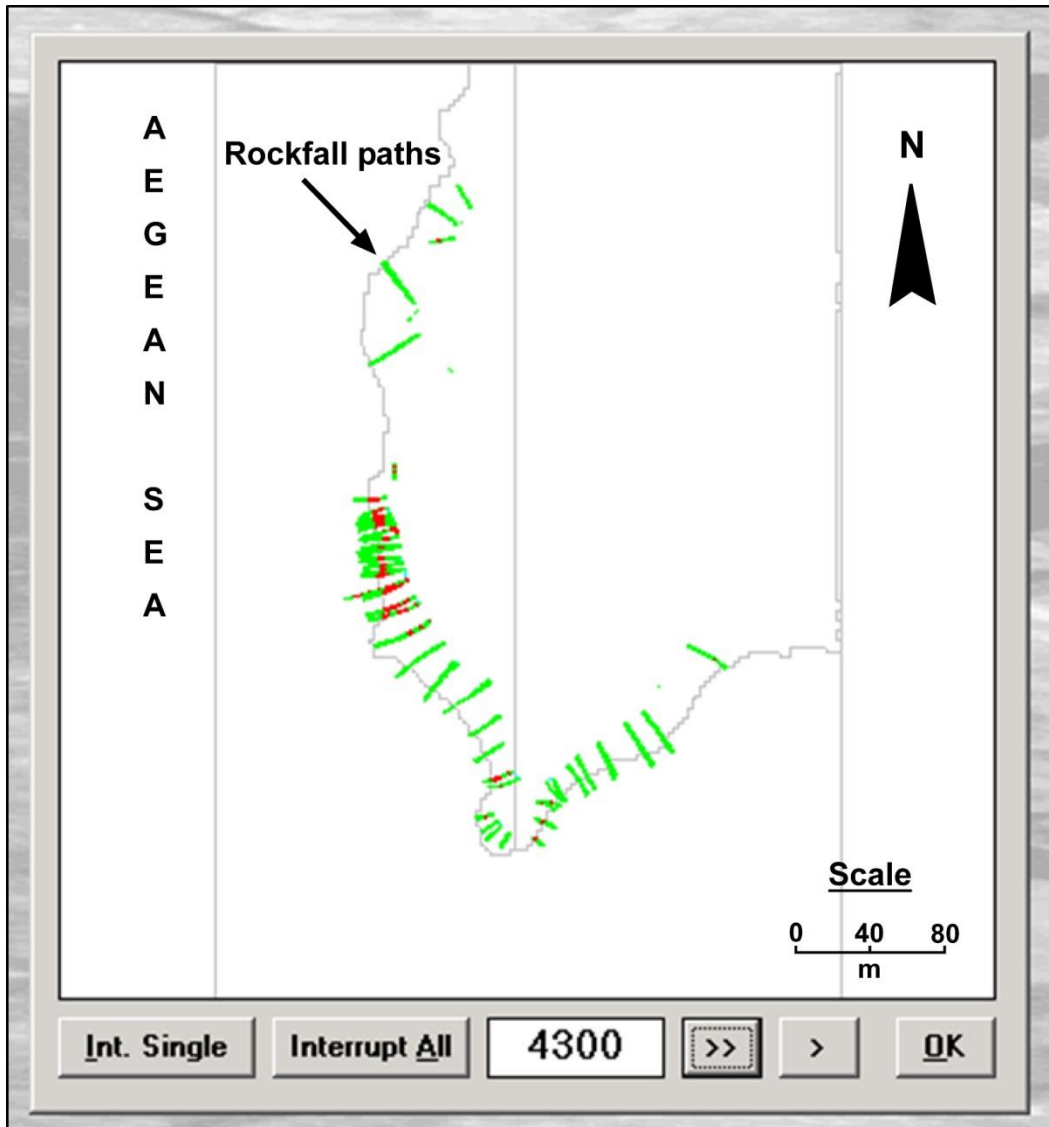 A
E
G
E
A
N
S
E
A
Rockfall paths
N
Scale
0 40 80
m
Int. Single
Interrupt All
4300
>>
>
OK